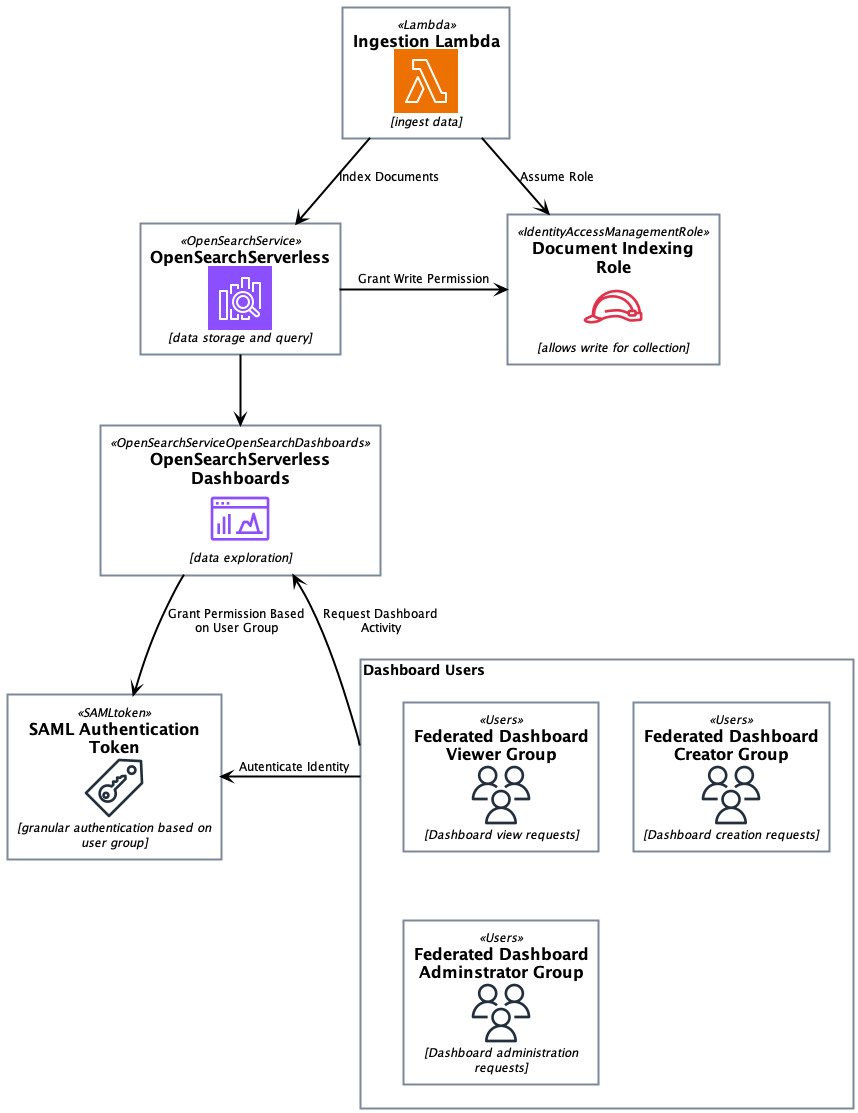 «Lambda»
Ingestion Lambda
[ingest data]
Index Documents
Assume Role
«OpenSearchService»
OpenSearchServerless
[data storage and query]
Grant Write Permission
«IdentityAccessManagementRole»
Document Indexing
Role
[allows write for collection]
«OpenSearchServiceOpenSearchDashboards»
OpenSearchServerless
Dashboards
[data exploration]
Grant Permission Based
on User Group
Request Dashboard
Activity
Dashboard Users
«SAMLtoken»
SAML Authentication
Token
[granular authentication based on
user group]
Autenticate Identity
«Users»
Federated Dashboard
Viewer Group
[Dashboard view requests]
«Users»
Federated Dashboard
Creator Group
[Dashboard creation requests]
«Users»
Federated Dashboard
Adminstrator Group
[Dashboard administration
requests]